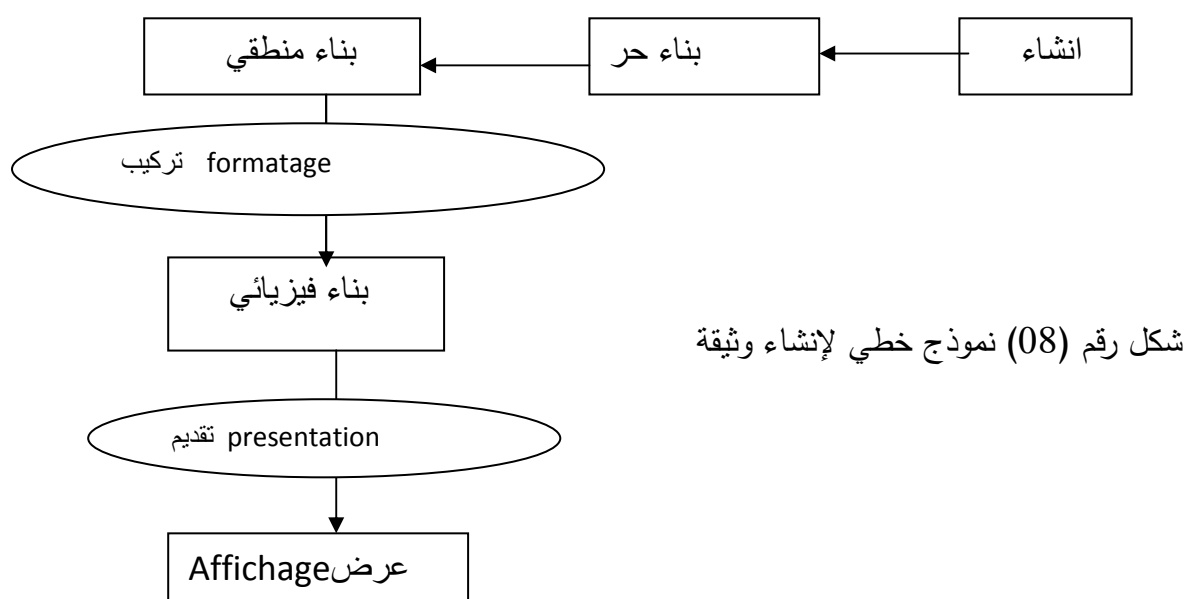 انشاء
بناء حر
بناء منطقي
تركيب formatage
بناء فيزيائي
شكل رقم (08) نموذج خطي لإنشاء وثيقة
تقديم presentation
عرضAffichage